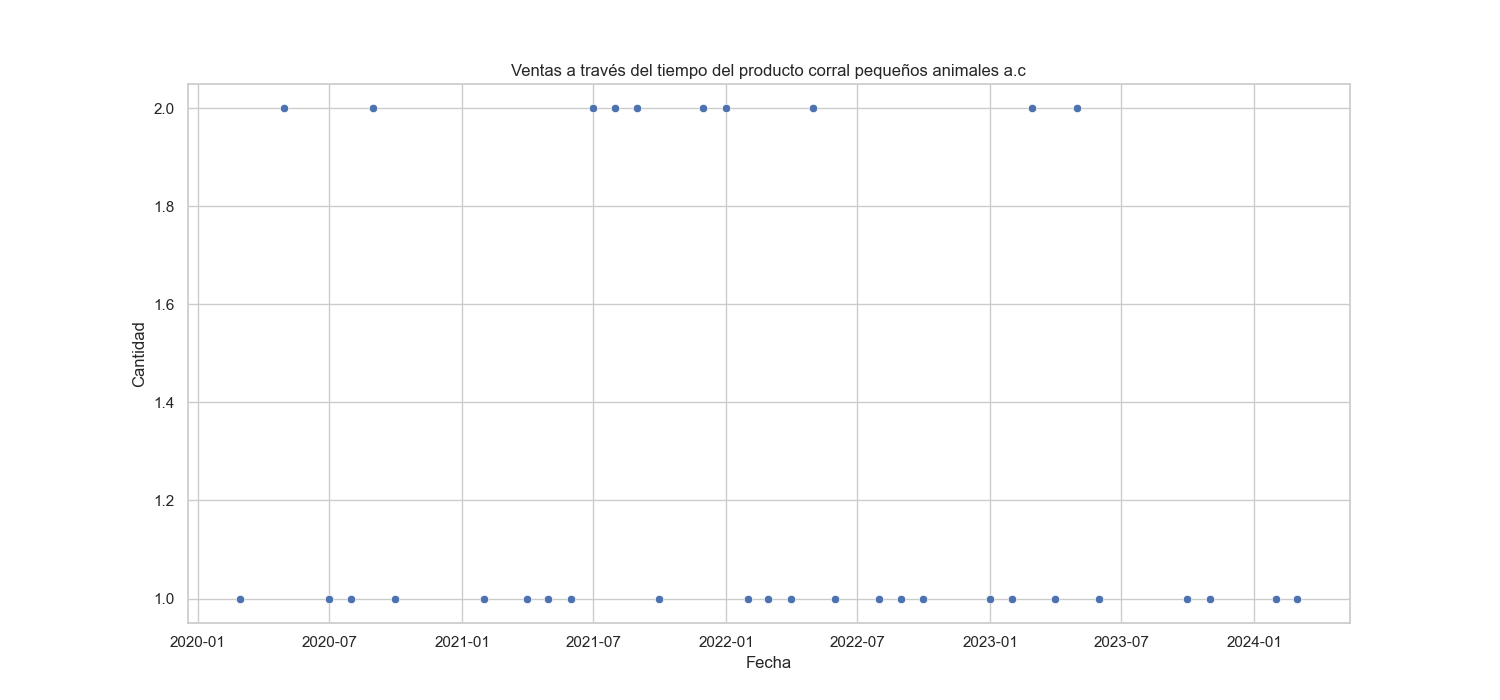 Ventas a través del tiempo del producto corral pequeños animales a.c
2.0
1.8
1.6
1.4
1.2
1.0
Cantidad
2020-01 2020-07 2021-01 2021-07 2022-01 2022-07 2023-01 2023-07 2024-01
Fecha